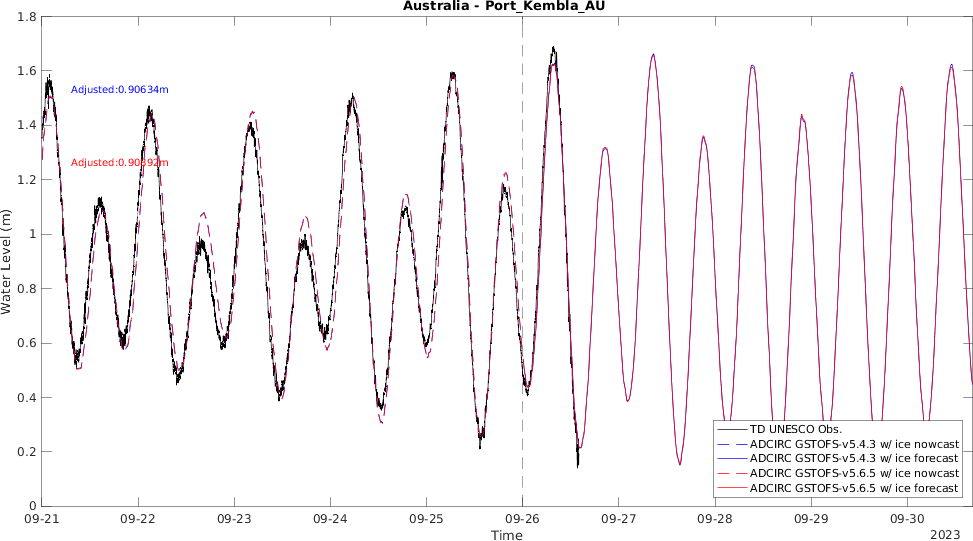 Australia - Port_Kembla_AU
Water Level (m)
1.8
1.6
1.4
1.2
1
0.8
0.6
0.4
0.2
0
Adjusted:0.90634m
Adjusted:0.90392m
TD UNESCO Obs.
ADCIRC GSTOFS-v5.4.3 w/ ice nowcast
ADCIRC GSTOFS-v5.4.3 w/ ice forecast
ADCIRC GSTOFS-v5.6.5 w/ ice nowcast
ADCIRC GSTOFS-v5.6.5 w/ ice forecast
09-21 09-22 09-23 09-24 09-25 09-26 09-27 09-28 09-29 09-30
Time
2023